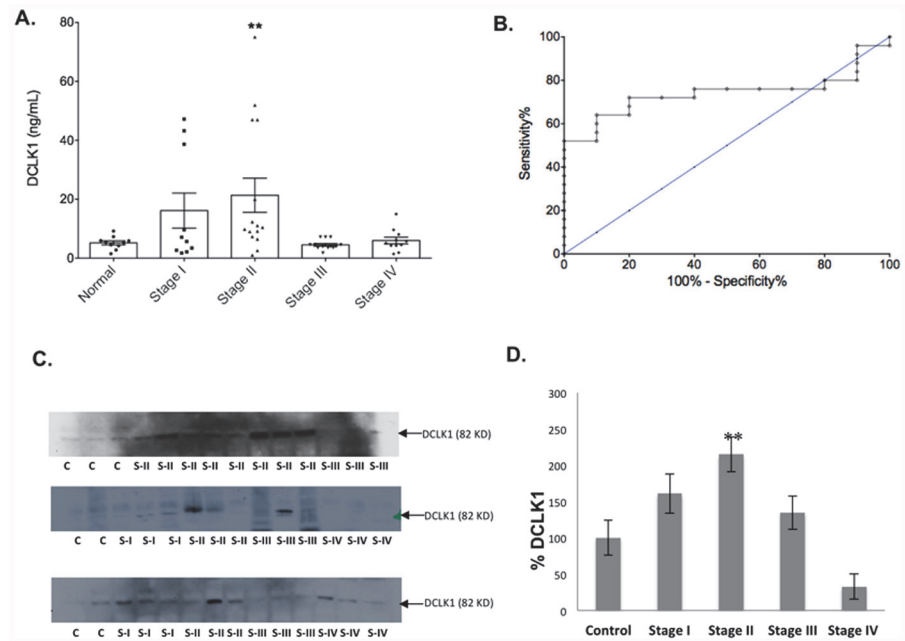 A.
**
80
60
40
20
0
DCLK1 (ng/mL)
Normal
Stage I
Stage II
Stage III
Stage IV
B.
100
80
60
40
20
0
Sensitivity%
0 20 40 60 80 100
100% - Specificity%
C.
DCLK1 (82 KD)
C C C S-II S-II S-II S-II S-II S-II S-II S-III S-III S-III
DCLK1 (82 KD)
C C S-I S-I S-I S-II S-II S-II S-III S-III S-III S-IV S-IV S-IV
DCLK1 (82 KD)
C C S-I S-I S-I S-II S-II S-II S-III S-III S-III S-IV S-IV S-IV
D.
300
250
200
150
100
50
0
% DCLK1
**
Control Stage I Stage II Stage III Stage IV